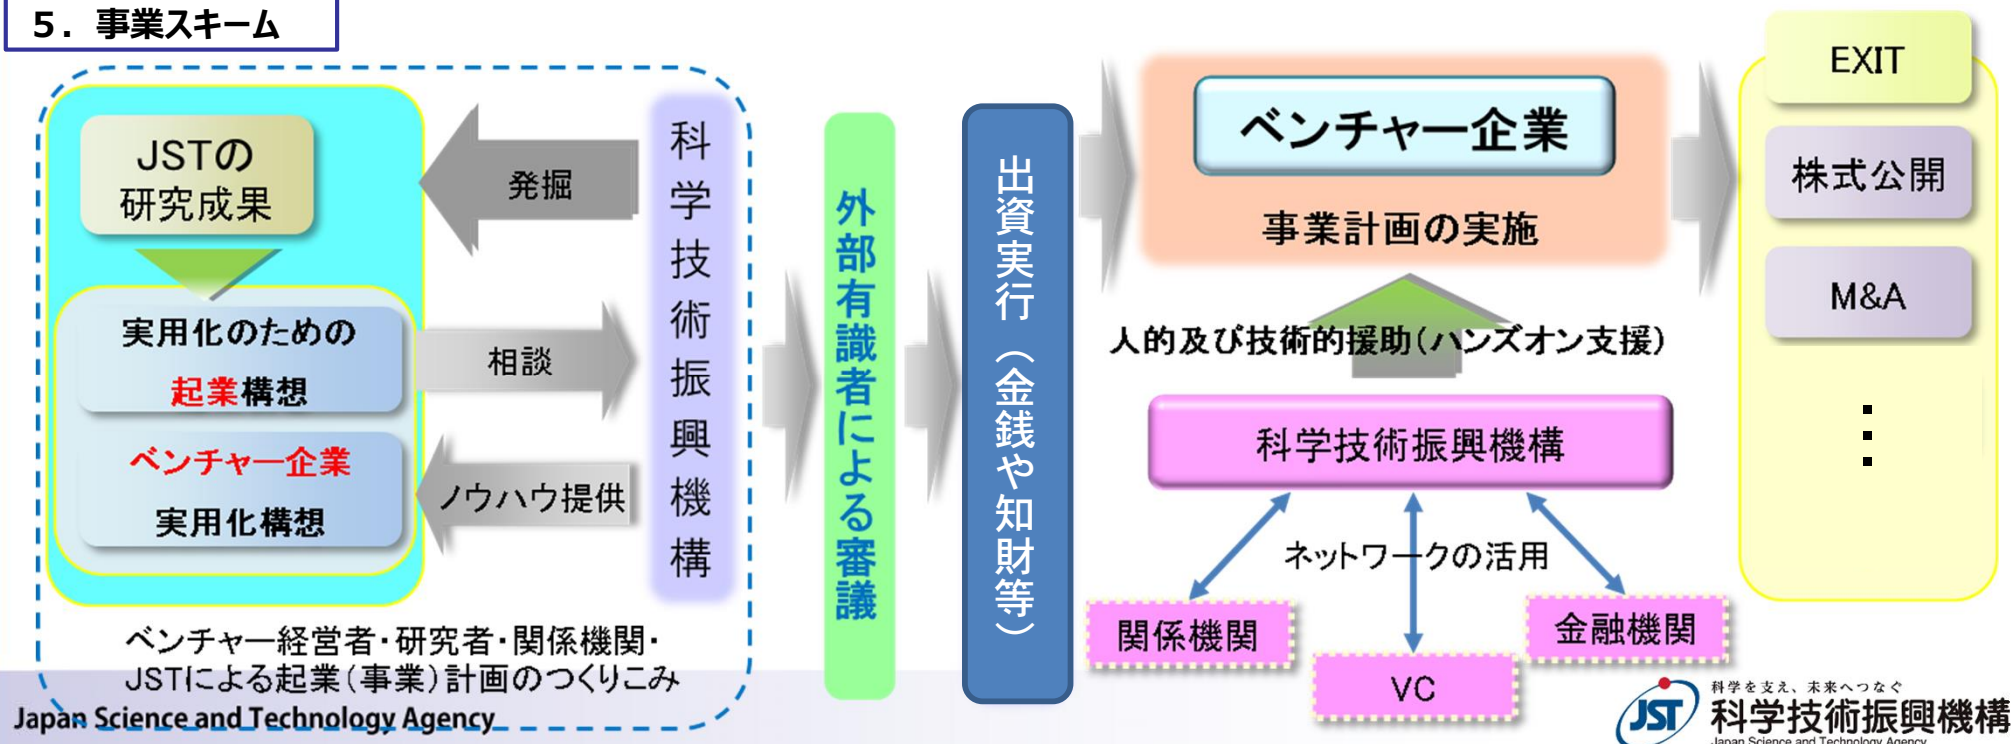 5．事業スキーム
JSTの
研究成果
実用化のための
起業構想
ベンチャー企業
実用化構想
発掘
相談
ノウハウ提供
科学技術振興機構
ベンチャー経営者・研究者・関係機関・
JSTによる起業（事業）計画のつくりこみ
外部有識者による審議
出資実行（金銭や知財等）
ベンチャー企業
事業計画の実施
人的及び技術的援助（ハンズオン支援）
科学技術振興機構
ネットワークの活用
関係機関
VC
金融機関
EXIT
株式公開
M&A
⋮
Japan Science and Technology Agency
JST
科学を支え、未来へつなぐ
科学技術振興機構
Japan Science and Technology Agency